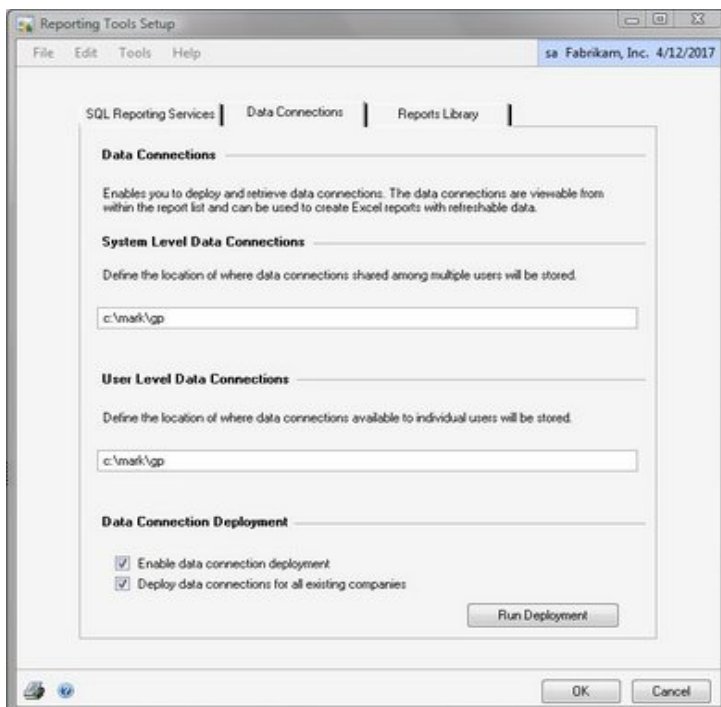 Reporting Tools Setup
File Edit Tools Help
sa Fabrikam, Inc. 4/12/2017
SQL Reporting Services Data Connections Reports Library
Data Connections
Enables you to deploy and retrieve data connections. The data connections are viewable from
within the report list and can be used to create Excel reports with refreshable data.
System Level Data Connections
Define the location of where data connections shared among multiple users will be stored.
c:\mark\gp
User Level Data Connections
Define the location of where data connections available to individual users will be stored.
c:\mark\gp
Data Connection Deployment
Enable data connection deployment
Deploy data connections for all existing companies
Run Deployment
OK Cancel